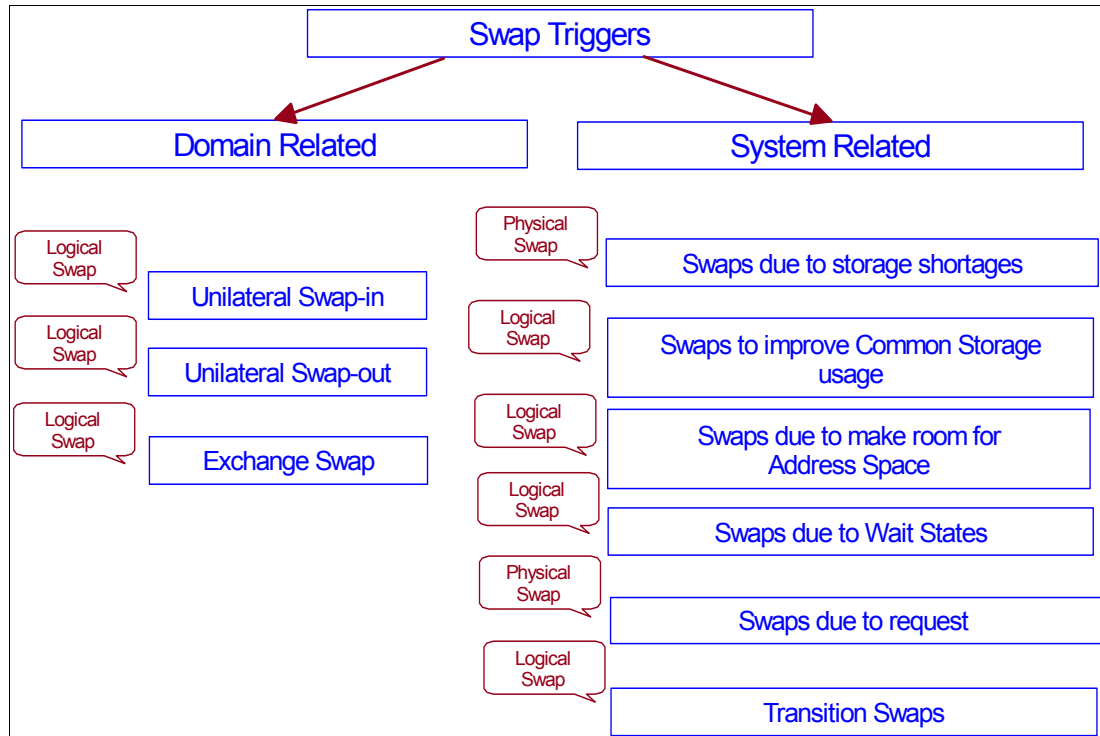 Swap Triggers
Domain Related
System Related
Logical
Swap
Unilateral Swap-in
Logical
Swap
Unilateral Swap-out
Logical
Swap
Exchange Swap
Physical
Swap
Swaps due to storage shortages
Logical
Swap
Swaps to improve Common Storage
usage
Logical
Swap
Swaps due to make room for
Address Space
Logical
Swap
Swaps due to Wait States
Physical
Swap
Swaps due to request
Logical
Swap
Transition Swaps